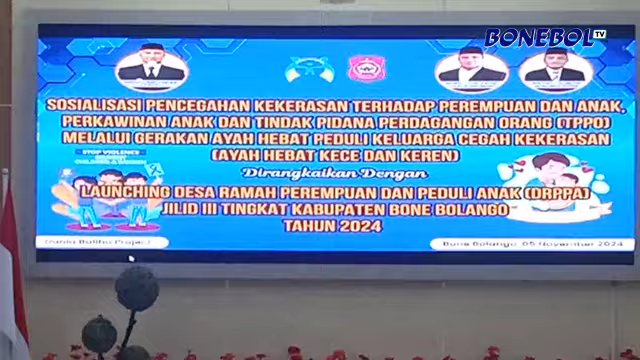 BONEBOL TV
SOSIALISASI PENCEGAHAN KEKERASAN TERHADAP PEREMPUAN DAN ANAK,
PERKAWINAN ANAK DAN TINDAK PIDANA PERDAGANGAN ORANG (TPPO)
MELALUI GERAKAN AYAH HEBAT PEDULI KELUARGA CEGAH KEKERASAN
(AYAH HEBAT KECE DAN KEREN)
STOP VIOLENCE
Dirangkaikan Dengan
LAUNCHING DESA RAMAH PEREMPUAN DAN PEDULI ANAK (DRPPA)
JILID III TINGKAT KABUPATEN BONE BOLANGO
TAHUN 2024
Bone Bolango, 05 November 2024